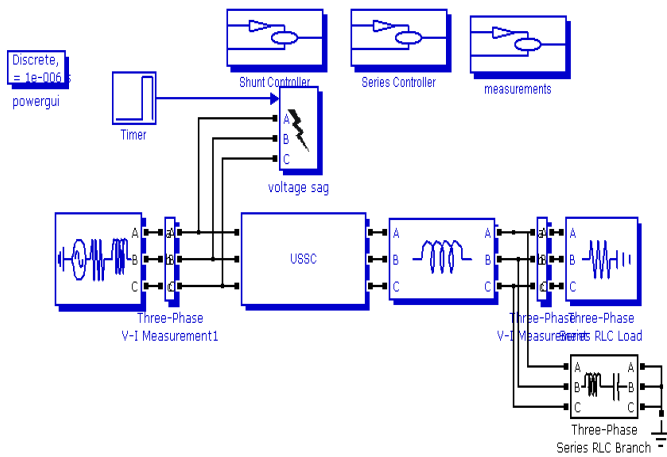 Discrete,
= 1e-006 s
powergui
Timer
Shunt Controller
Series Controller
measurements
A
B
C
voltage sag
A
B
C
A
B
C
USSC
A
B
C
A
B
C
A
B
C
A
B
C
Three-Phase
V-I Measurement1
Three-Phase
V-I Measurement
Three-Phase
Series RLC Load
A
B
C
A
B
C
Three-Phase
Series RLC Branch